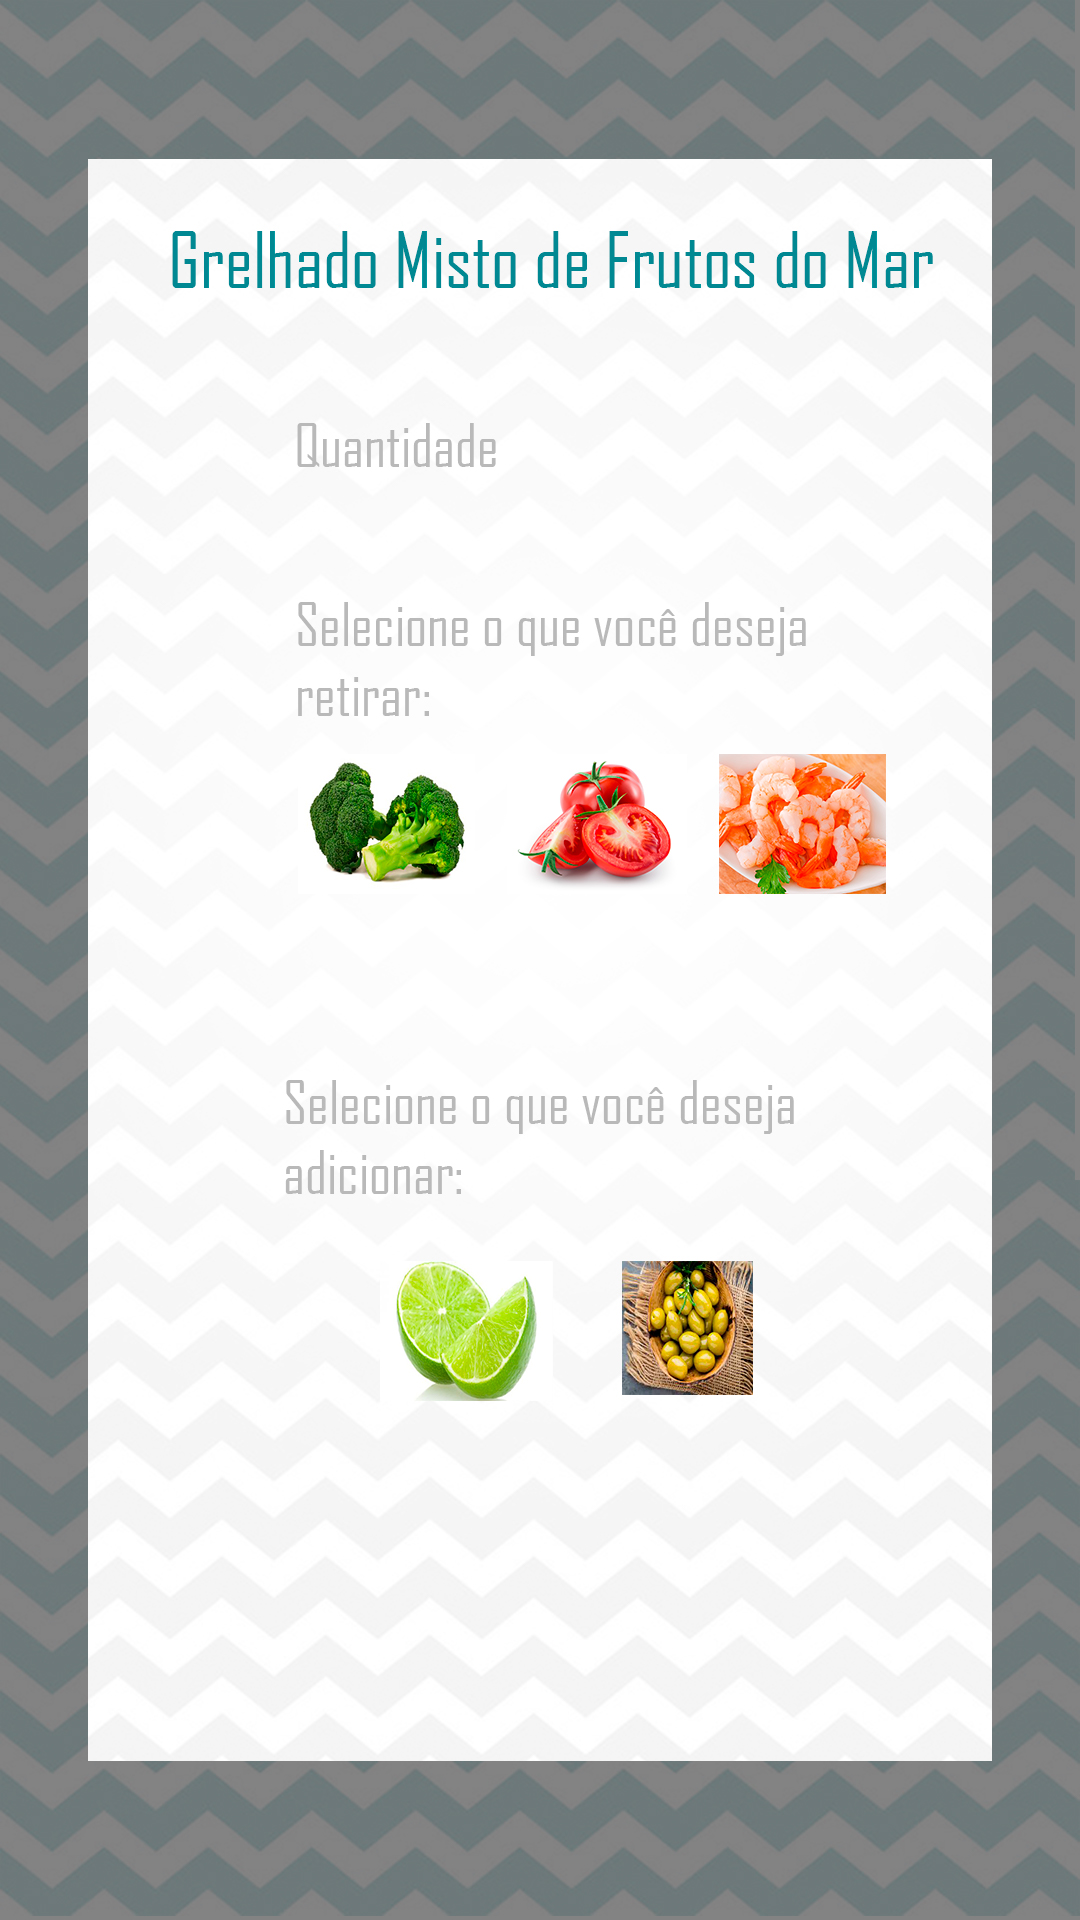 Grelhado Misto de Frutos do Mar
Quantidade
Selecione o que você deseja
retirar:
Selecione o que você deseja
adicionar: